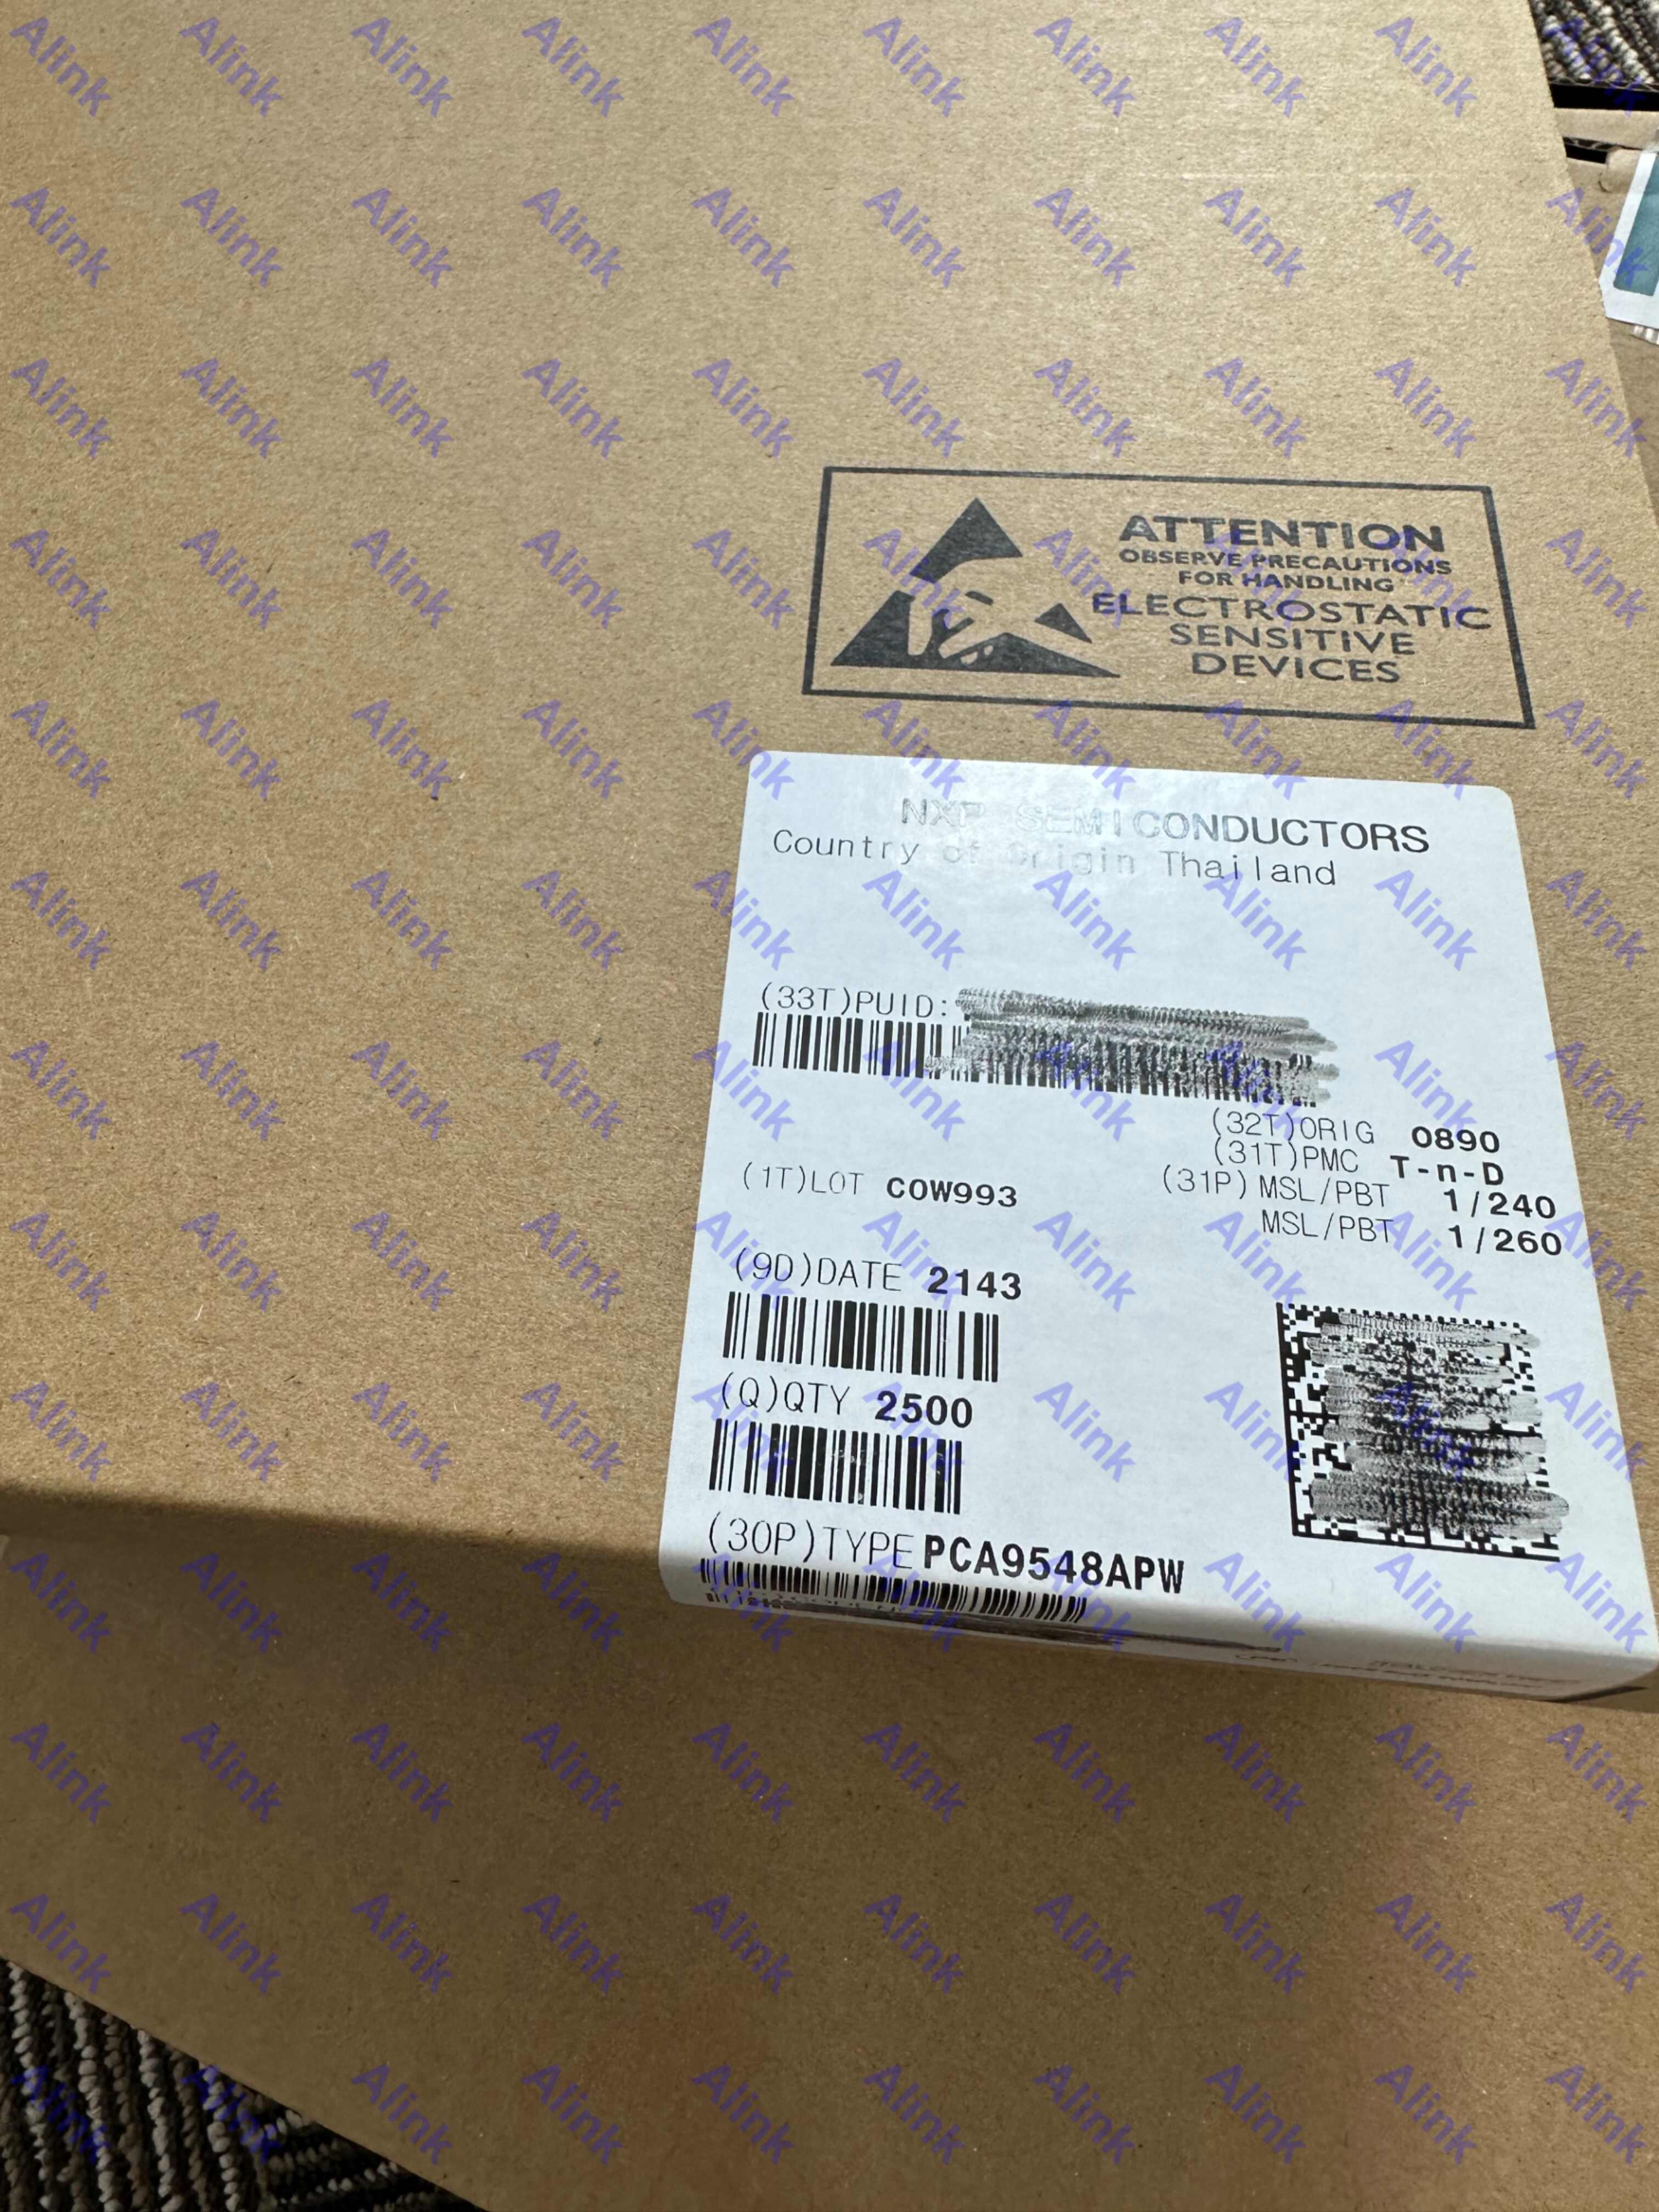 ATTENTION
OBSERVE PRECAUTIONS
FOR HANDLING
ELECTROSTATIC
SENSITIVE
DEVICES
NXP SEMICONDUCTORS
Country of Origin Thailand
(33T)PUID:
(32T)ORIG 0890
(31T)PMC T-n-D
(1T)LOT COW993
(31P) MSL/PBT 1/240
MSL/PBT 1/260
(9D)DATE 2143
(Q)QTY 2500
(30P)TYPE PCA9548APW
Alink